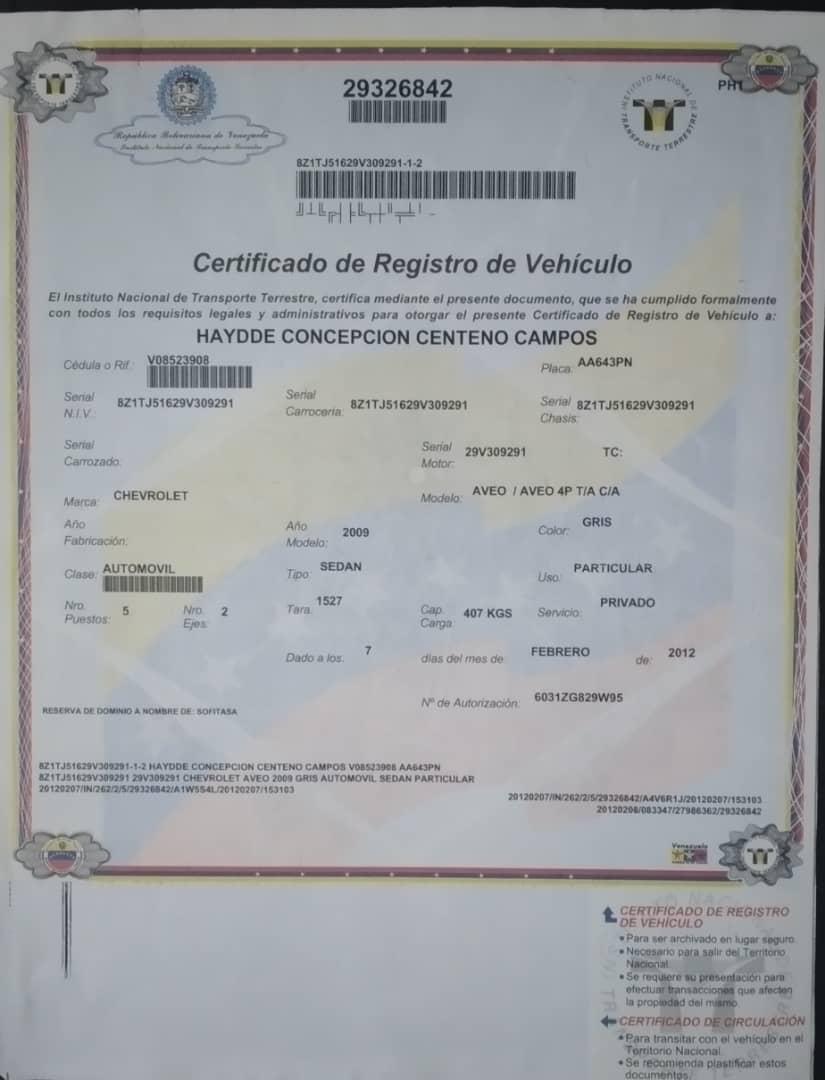 29326842
PH1
República Bolivariana de Venezuela
Instituto Nacional de Transporte Terrestre
INSTITUTO NACIONAL DE TRANSPORTE TERRESTRE
8Z1TJ51629V309291-1-2
Certificado de Registro de Vehículo
El Instituto Nacional de Transporte Terrestre, certifica mediante el presente documento, que se ha cumplido formalmente
con todos los requisitos legales y administrativos para otorgar el presente Certificado de Registro de Vehículo a:
HAYDDE CONCEPCION CENTENO CAMPOS
Cédula o Rif.: V08523908 Placa: AA643PN
Serial N.I.V.: 8Z1TJ51629V309291 Serial Carroceria: 8Z1TJ51629V309291 Serial Chasis: 8Z1TJ51629V309291
Serial Carrozado: Serial Motor: 29V309291 TC:
Marca: CHEVROLET Modelo: AVEO / AVEO 4P T/A C/A
Año Fabricación: Año Modelo: 2009 Color: GRIS
Clase: AUTOMOVIL Tipo: SEDAN Uso: PARTICULAR
Nro. Puestos: 5 Nro. Ejes: 2 Tara: 1527 Cap. Carga: 407 KGS Servicio: PRIVADO
Dado a los: 7 días del mes de: FEBRERO de: 2012
Nº de Autorización: 6031ZG829W95
RESERVA DE DOMINIO A NOMBRE DE: SOFITASA
8Z1TJ51629V309291-1-2 HAYDDE CONCEPCION CENTENO CAMPOS V08523908 AA643PN
8Z1TJ51629V309291 29V309291 CHEVROLET AVEO 2009 GRIS AUTOMOVIL SEDAN PARTICULAR
20120207/IN/262/2/5/29326842/A1W5S4L/20120207/153103
20120207/IN/262/2/5/29326842/A4V6R1J/20120207/153103
20120208/083347/27986362/29326842
Venezuela
CERTIFICADO DE REGISTRO
DE VEHÍCULO
• Para ser archivado en lugar seguro.
• Necesario para salir del Territorio
Nacional.
• Se requiere su presentación para
efectuar transacciones que afecten
la propiedad del mismo.
CERTIFICADO DE CIRCULACIÓN
• Para transitar con el vehículo en el
Territorio Nacional.
• Se recomienda plastificar estos
documentos.